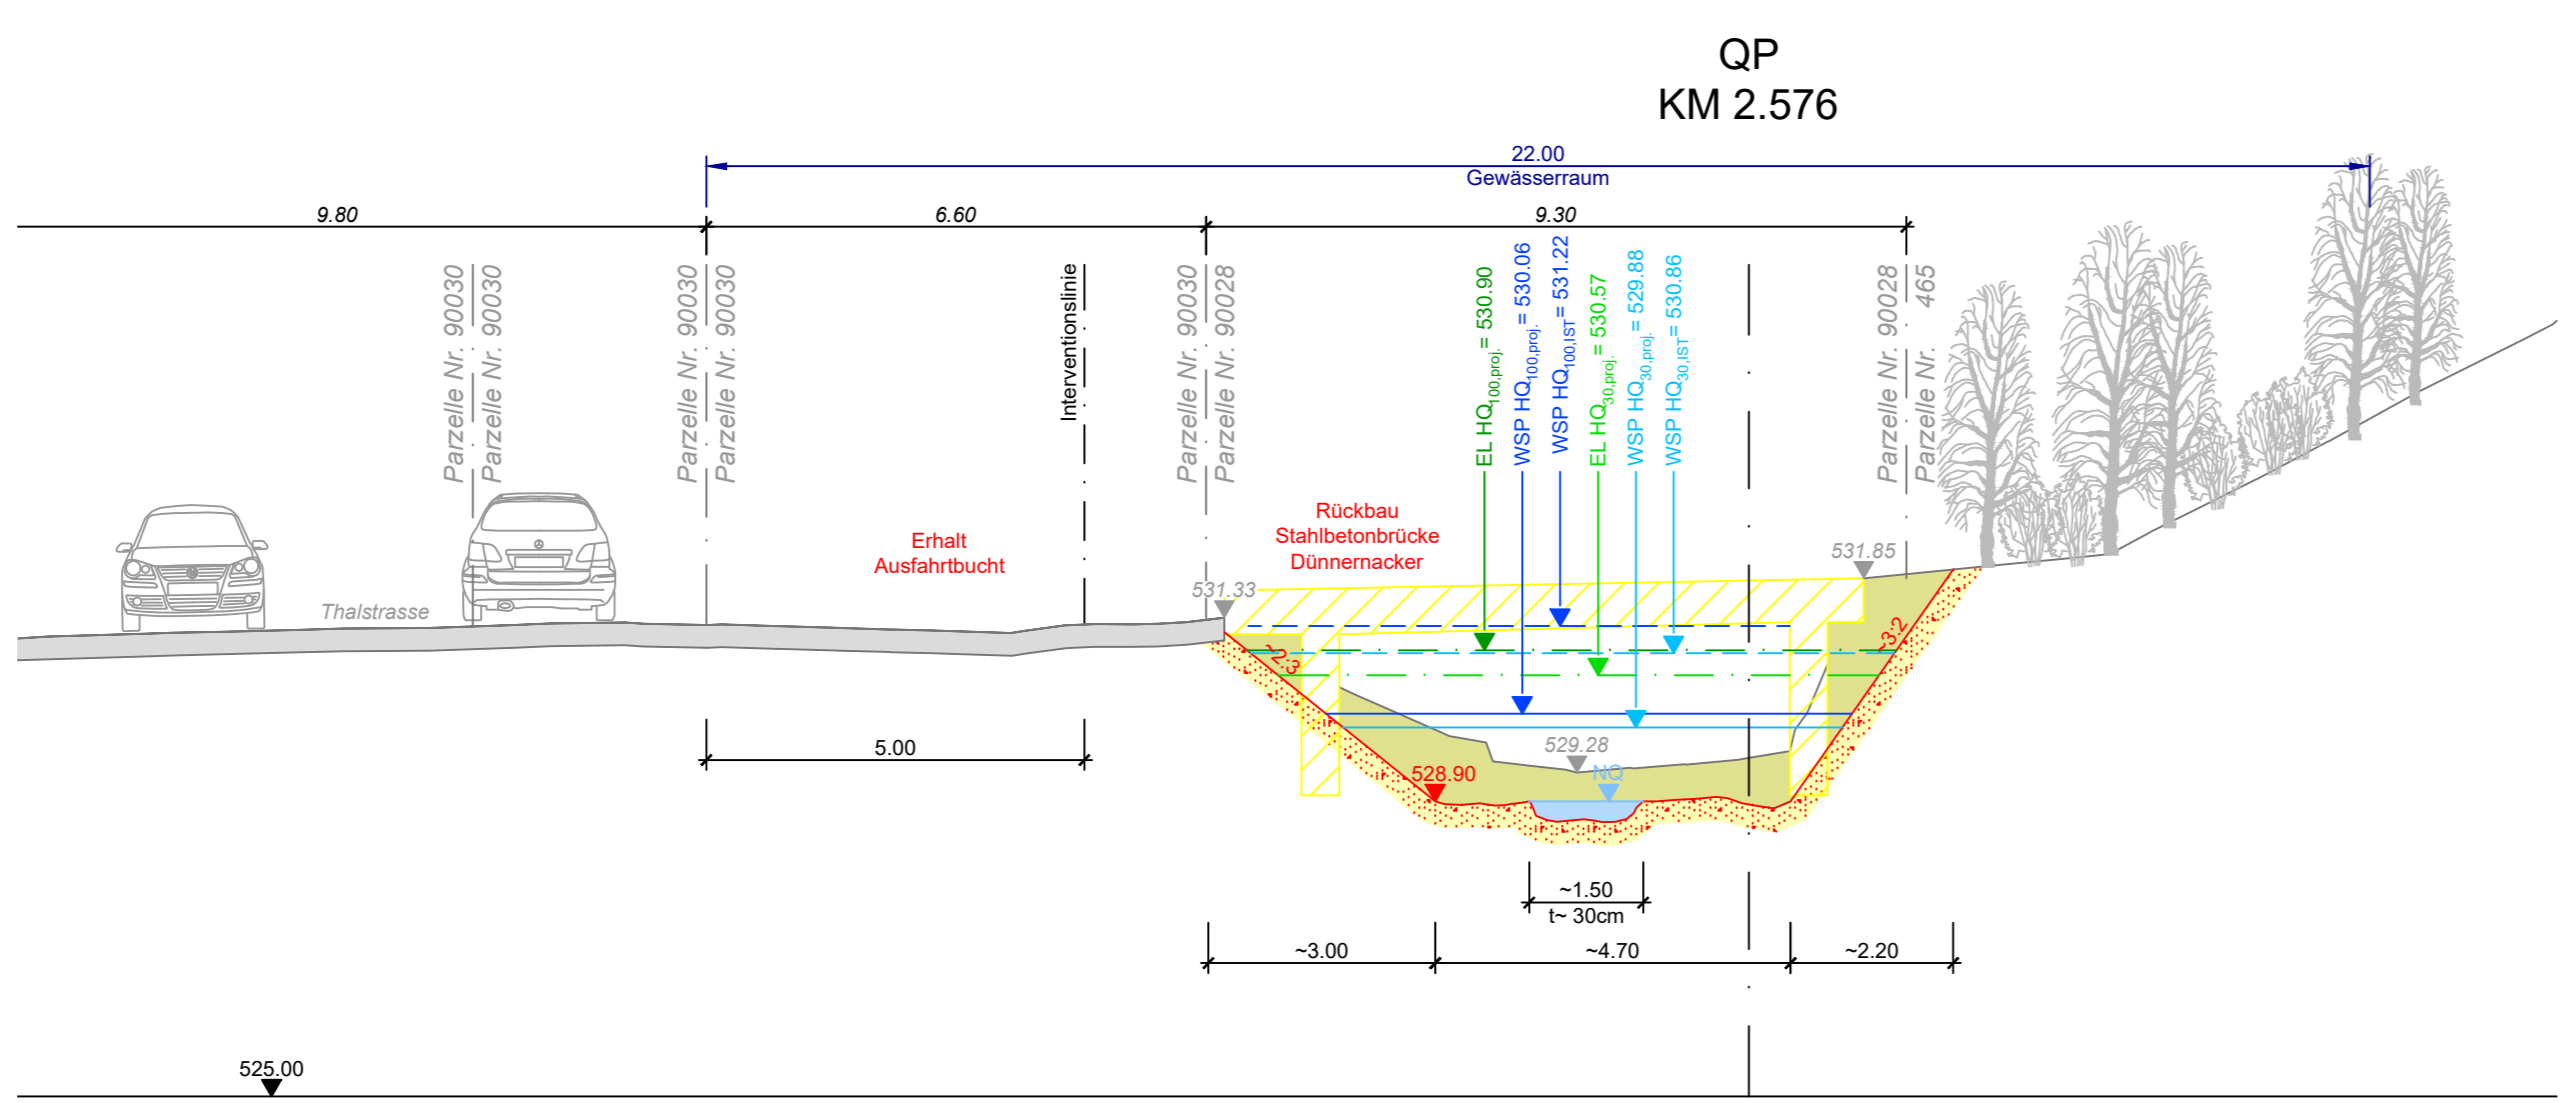 QP
KM 2.576
22.00
Gewässerraum
9.80
6.60
9.30
Parzelle Nr. 90030
Parzelle Nr. 90030
Parzelle Nr. 90030
Parzelle Nr. 90030
Interventionslinie
Parzelle Nr. 90030
Parzelle Nr. 90028
EL HQ100,proj.= 530.90
WSP HQ100,proj.= 530.06
WSP HQ100,IST= 531.22
EL HQ30,proj.= 530.57
WSP HQ30,proj.= 529.88
WSP HQ30,IST= 530.86
Parzelle Nr. 90028
Parzelle Nr. 465
Erhalt
Ausfahrtbucht
Rückbau
Stahlbetonbrücke
Dünnernacker
531.85
531.33
Thalstrasse
~2:3
~3:2
5.00
529.28
528.90
NQ
~1.50
t~ 30cm
~3.00
~4.70
~2.20
525.00